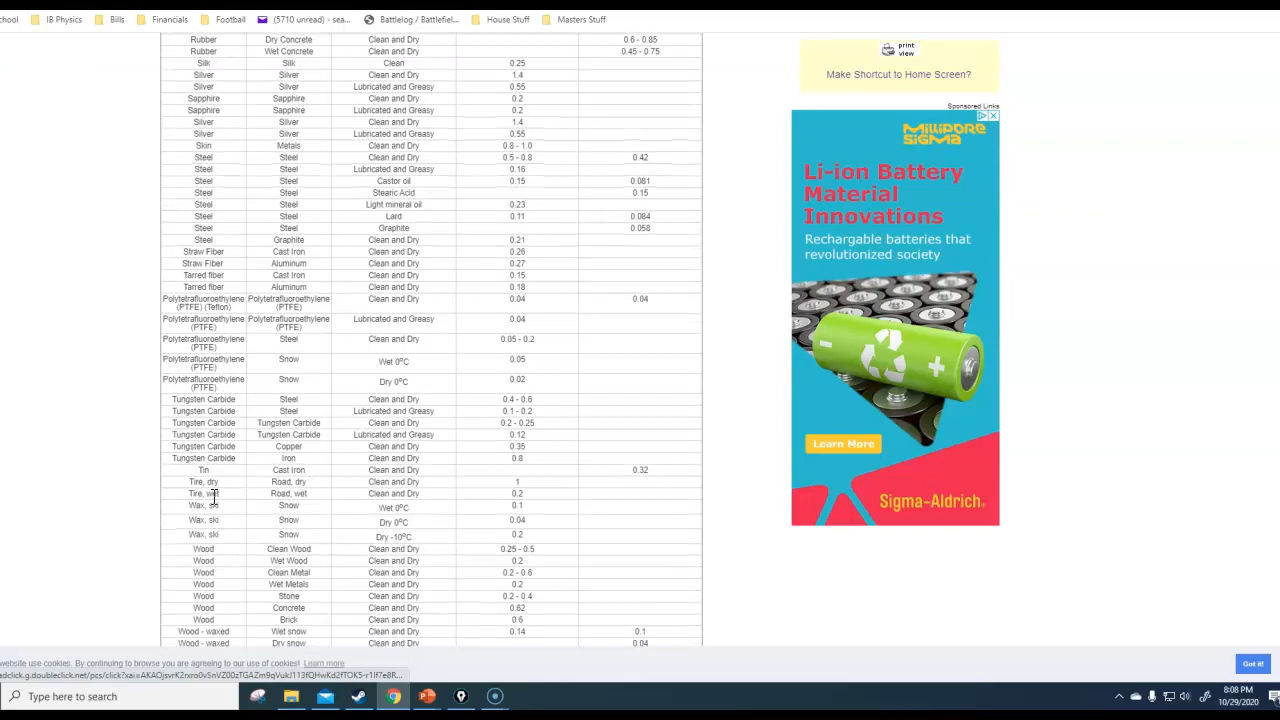 chool IB Physics Bills Financials Football (5710 unread) - sea... Battlelog / Battlefiel... House Stuff Masters Stuff
Rubber Dry Concrete Clean and Dry 0.6 - 0.85
Rubber Wet Concrete Clean and Dry 0.45 - 0.75
Silk Silk Clean 0.25
Silver Silver Clean and Dry 1.4
Silver Silver Lubricated and Greasy 0.55
Sapphire Sapphire Clean and Dry 0.2
Sapphire Sapphire Lubricated and Greasy 0.2
Silver Silver Clean and Dry 1.4
Silver Silver Lubricated and Greasy 0.55
Skin Metals Clean and Dry 0.8 - 1.0
Steel Steel Clean and Dry 0.5 - 0.8 0.42
Steel Steel Lubricated and Greasy 0.16
Steel Steel Castor oil 0.15 0.081
Steel Steel Stearic Acid 0.15
Steel Steel Light mineral oil 0.23
Steel Steel Lard 0.11 0.084
Steel Steel Graphite 0.058
Steel Graphite Clean and Dry 0.21
Straw Fiber Cast Iron Clean and Dry 0.26
Straw Fiber Aluminum Clean and Dry 0.27
Tarred fiber Cast Iron Clean and Dry 0.15
Tarred fiber Aluminum Clean and Dry 0.18
Polytetrafluoroethylene Polytetrafluoroethylene Clean and Dry 0.04 0.04
(PTFE) (Teflon) (PTFE)
Polytetrafluoroethylene Polytetrafluoroethylene Lubricated and Greasy 0.04
(PTFE) (PTFE)
Polytetrafluoroethylene Steel Clean and Dry 0.05 - 0.2
(PTFE)
Polytetrafluoroethylene Snow Wet 0°C 0.05
(PTFE)
Polytetrafluoroethylene Snow Dry 0°C 0.02
(PTFE)
Tungsten Carbide Steel Clean and Dry 0.4 - 0.6
Tungsten Carbide Steel Lubricated and Greasy 0.1 - 0.2
Tungsten Carbide Tungsten Carbide Clean and Dry 0.2 - 0.25
Tungsten Carbide Tungsten Carbide Lubricated and Greasy 0.12
Tungsten Carbide Copper Clean and Dry 0.35
Tungsten Carbide Iron Clean and Dry 0.8
Tin Cast Iron Clean and Dry 0.32
Tire, dry Road, dry Clean and Dry 1
Tire, wet Road, wet Clean and Dry 0.2
Wax, ski Snow Wet 0°C 0.1
Wax, ski Snow Dry 0°C 0.04
Wax, ski Snow Dry -10°C 0.2
Wood Clean Wood Clean and Dry 0.25 - 0.5
Wood Wet Wood Clean and Dry 0.2
Wood Clean Metal Clean and Dry 0.2 - 0.6
Wood Wet Metals Clean and Dry 0.2
Wood Stone Clean and Dry 0.2 - 0.4
Wood Concrete Clean and Dry 0.62
Wood Brick Clean and Dry 0.6
Wood - waxed Wet snow Clean and Dry 0.14 0.1
Wood - waxed Dry snow Clean and Dry 0.04
print
view
Make Shortcut to Home Screen?
Sponsored Links
MilliPORE
SIGMA
Li-ion Battery
Material
Innovations
Rechargable batteries that
revolutionized society
Learn More
Sigma-Aldrich®
website use cookies. By continuing to browse you are agreeing to our use of cookies! Learn more
Got it!
Type here to search
8:08 PM
10/29/2020